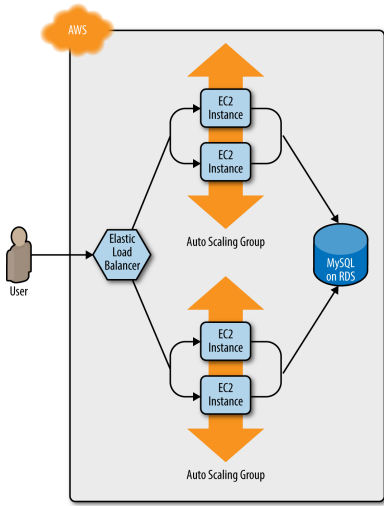 AWS
EC2
Instance
EC2
Instance
Auto Scaling Group
Elastic
Load
Balancer
User
MySQL
on RDS
EC2
Instance
EC2
Instance
Auto Scaling Group